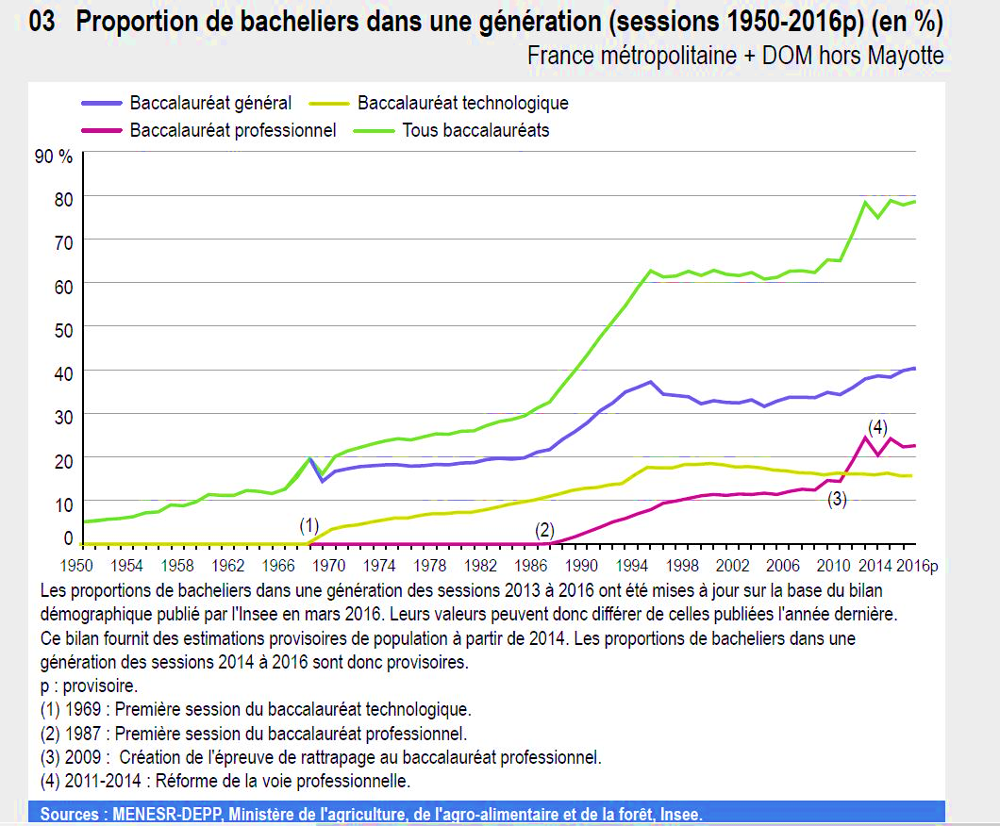 03 Proportion de bacheliers dans une génération (sessions 1950-2016p) (en %)
France métropolitaine + DOM hors Mayotte
Baccalauréat général Baccalauréat technologique
Baccalauréat professionnel Tous baccalauréats
90 %
80
70
60
50
40
30
(4)
20
10
(3)
(1)
(2)
0
1950 1954 1958 1962 1966 1970 1974 1978 1982 1986 1990 1994 1998 2002 2006 2010 2014 2016p
Les proportions de bacheliers dans une génération des sessions 2013 à 2016 ont été mises à jour sur la base du bilan
démographique publié par l'Insee en mars 2016. Leurs valeurs peuvent donc différer de celles publiées l'année dernière.
Ce bilan fournit des estimations provisoires de population à partir de 2014. Les proportions de bacheliers dans une
génération des sessions 2014 à 2016 sont donc provisoires.
p : provisoire.
(1) 1969 : Première session du baccalauréat technologique.
(2) 1987 : Première session du baccalauréat professionnel.
(3) 2009 : Création de l'épreuve de rattrapage au baccalauréat professionnel.
(4) 2011-2014 : Réforme de la voie professionnelle.
Sources : MENESR-DEPP, Ministère de l'agriculture, de l'agro-alimentaire et de la forêt, Insee.